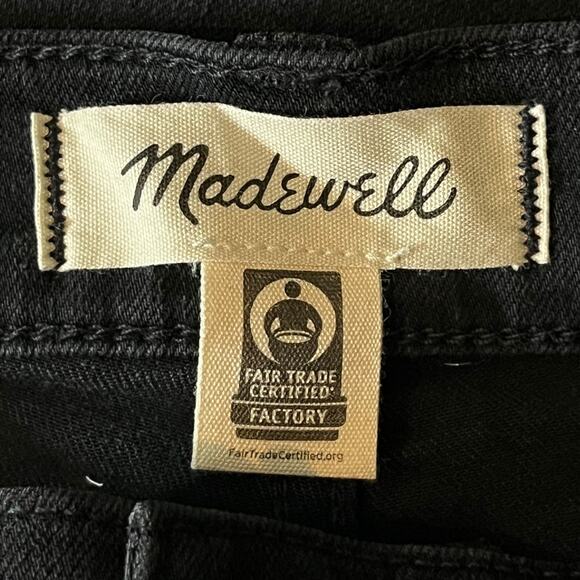 Madewell
FAIR TRADE
CERTIFIED
FACTORY
FairTradeCertified.org